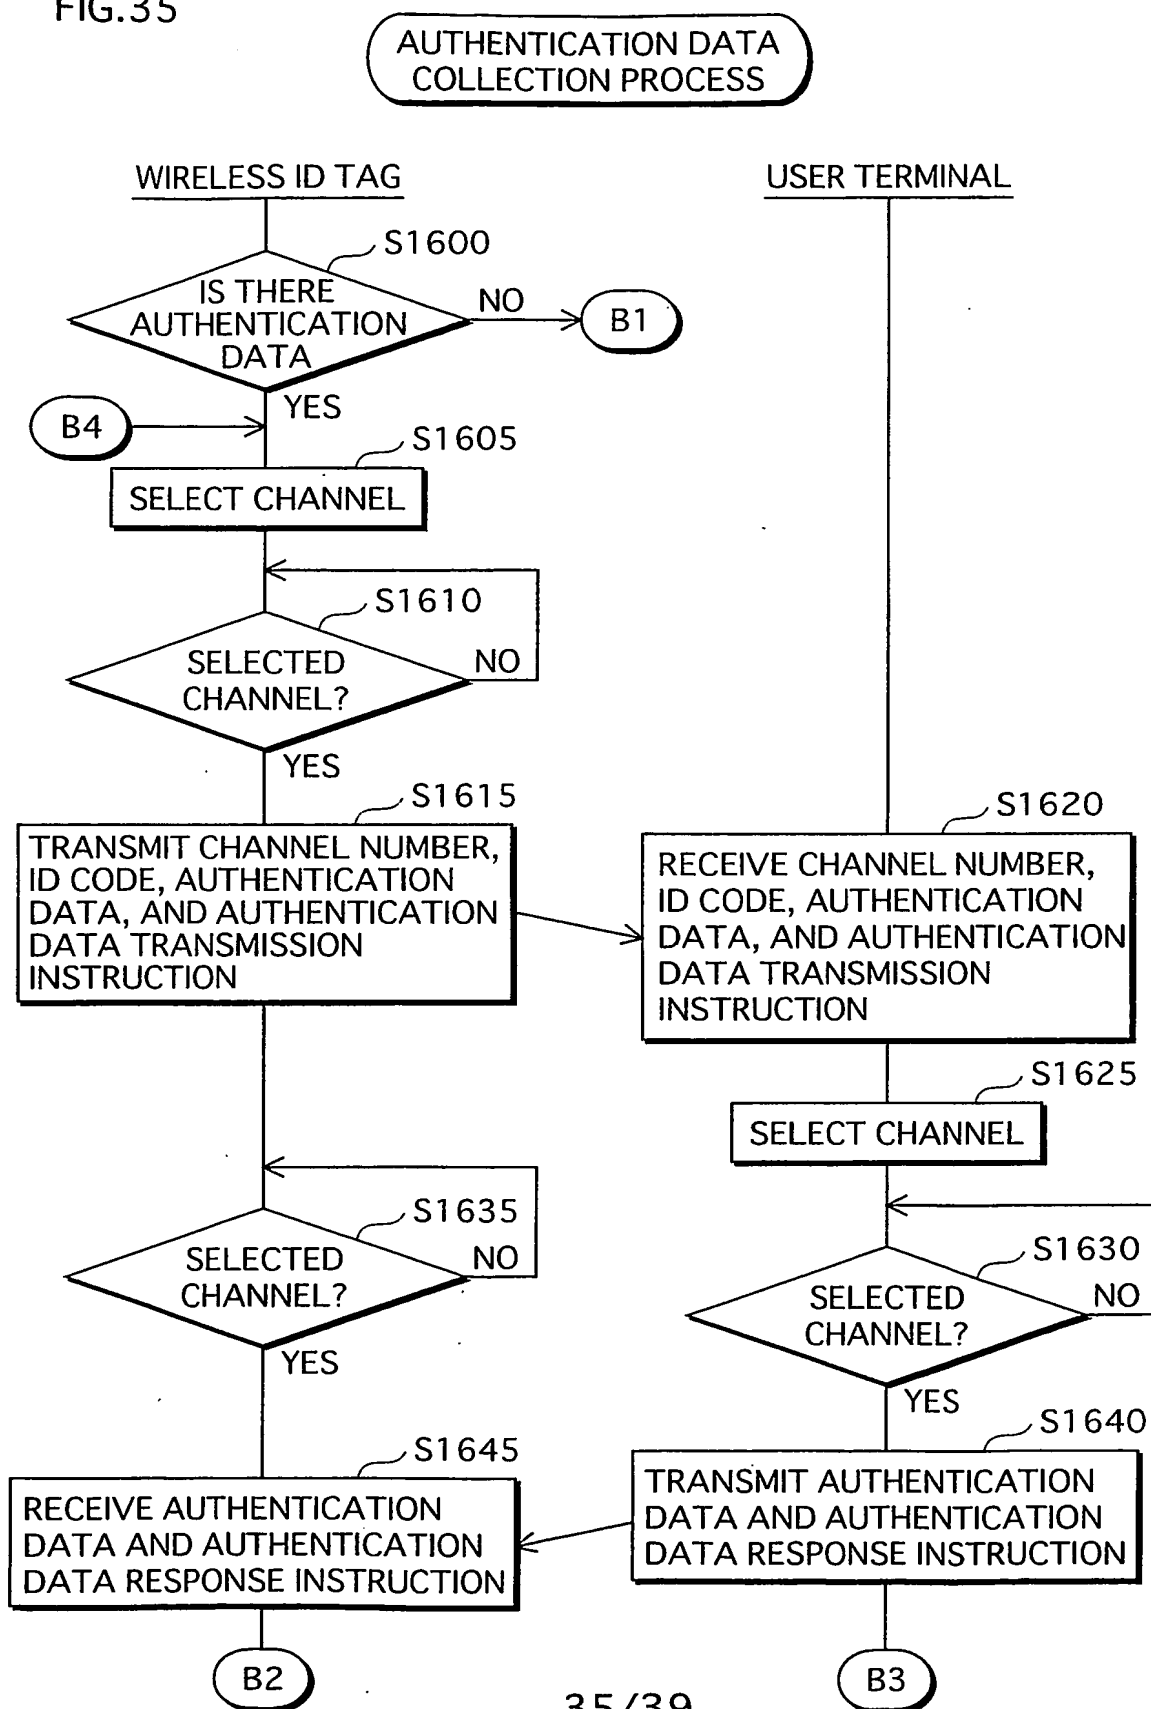 FIG.35
AUTHENTICATION DATA
COLLECTION PROCESS
WIRELESS ID TAG
USER TERMINAL
S1600
IS THERE
AUTHENTICATION
DATA
NO
B1
YES
B4
S1605
SELECT CHANNEL
S1610
SELECTED
CHANNEL?
NO
YES
S1615
TRANSMIT CHANNEL NUMBER,
ID CODE, AUTHENTICATION
DATA, AND AUTHENTICATION
DATA TRANSMISSION
INSTRUCTION
S1620
RECEIVE CHANNEL NUMBER,
ID CODE, AUTHENTICATION
DATA, AND AUTHENTICATION
DATA TRANSMISSION
INSTRUCTION
S1625
SELECT CHANNEL
S1635
SELECTED
CHANNEL?
NO
YES
S1630
SELECTED
CHANNEL?
NO
YES
S1640
TRANSMIT AUTHENTICATION
DATA AND AUTHENTICATION
DATA RESPONSE INSTRUCTION
S1645
RECEIVE AUTHENTICATION
DATA AND AUTHENTICATION
DATA RESPONSE INSTRUCTION
B2
B3
35/39